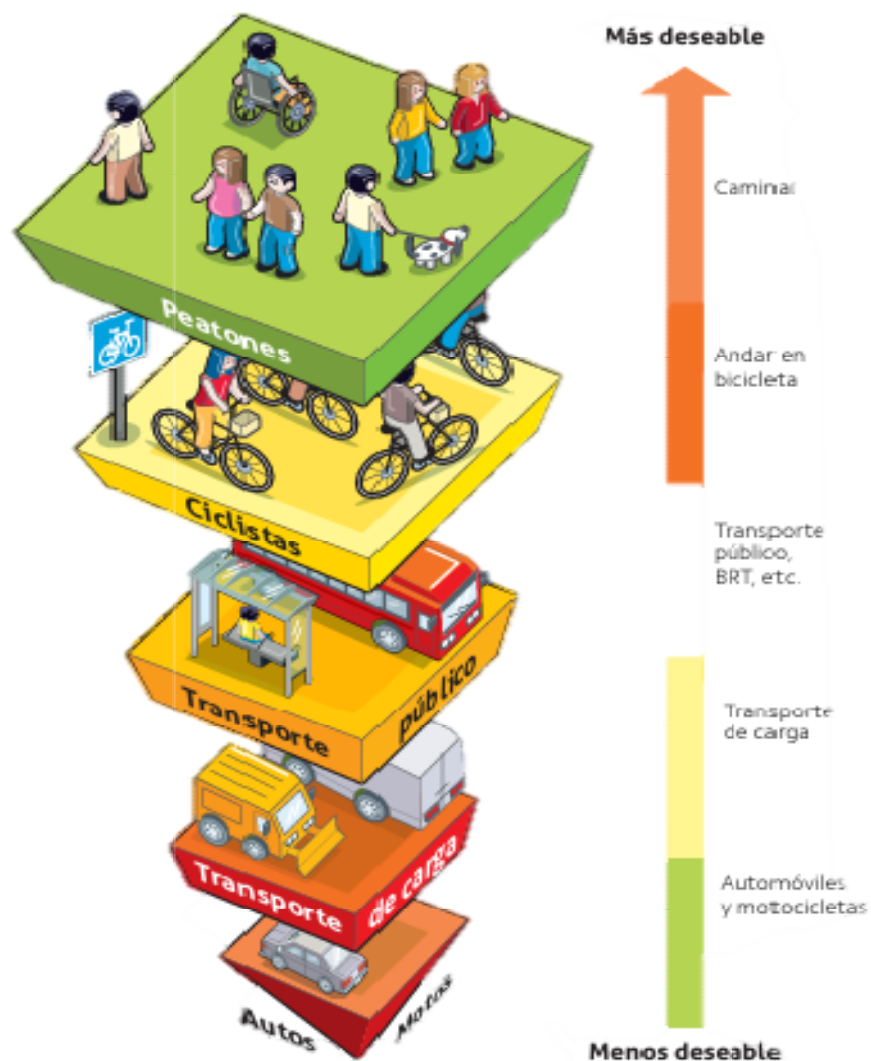 Más deseable
Caminar
Peatones
Andar en
bicicleta
Ciclistas
Transporte
público,
BRT, etc.
Transporte público
Transporte
de carga
Transporte de carga
Automóviles
y motocicletas
Autos Motos
Menos deseable